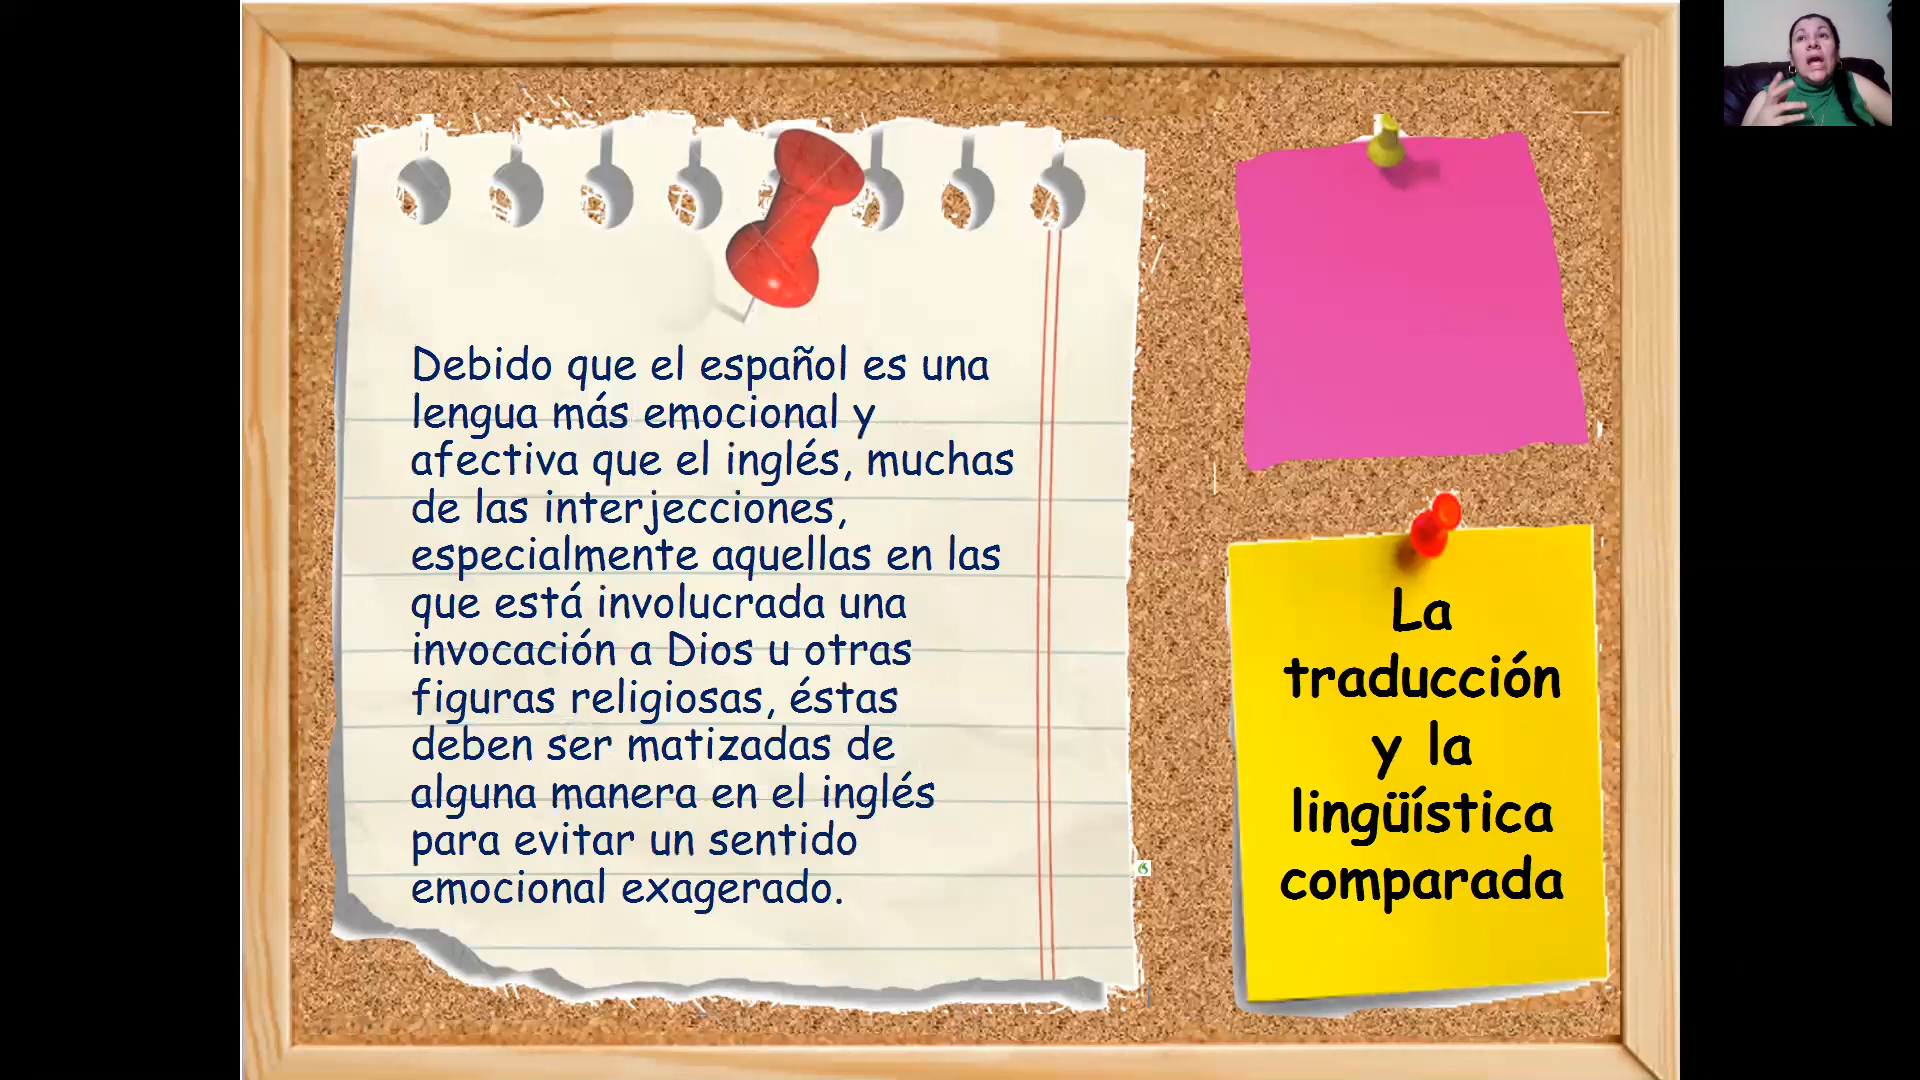 Debido que el español es una
lengua más emocional y
afectiva que el inglés, muchas
de las interjecciones,
especialmente aquellas en las
que está involucrada una
invocación a Dios u otras
figuras religiosas, éstas
deben ser matizadas de
alguna manera en el inglés
para evitar un sentido
emocional exagerado.
La
traducción
y la
lingüística
comparada